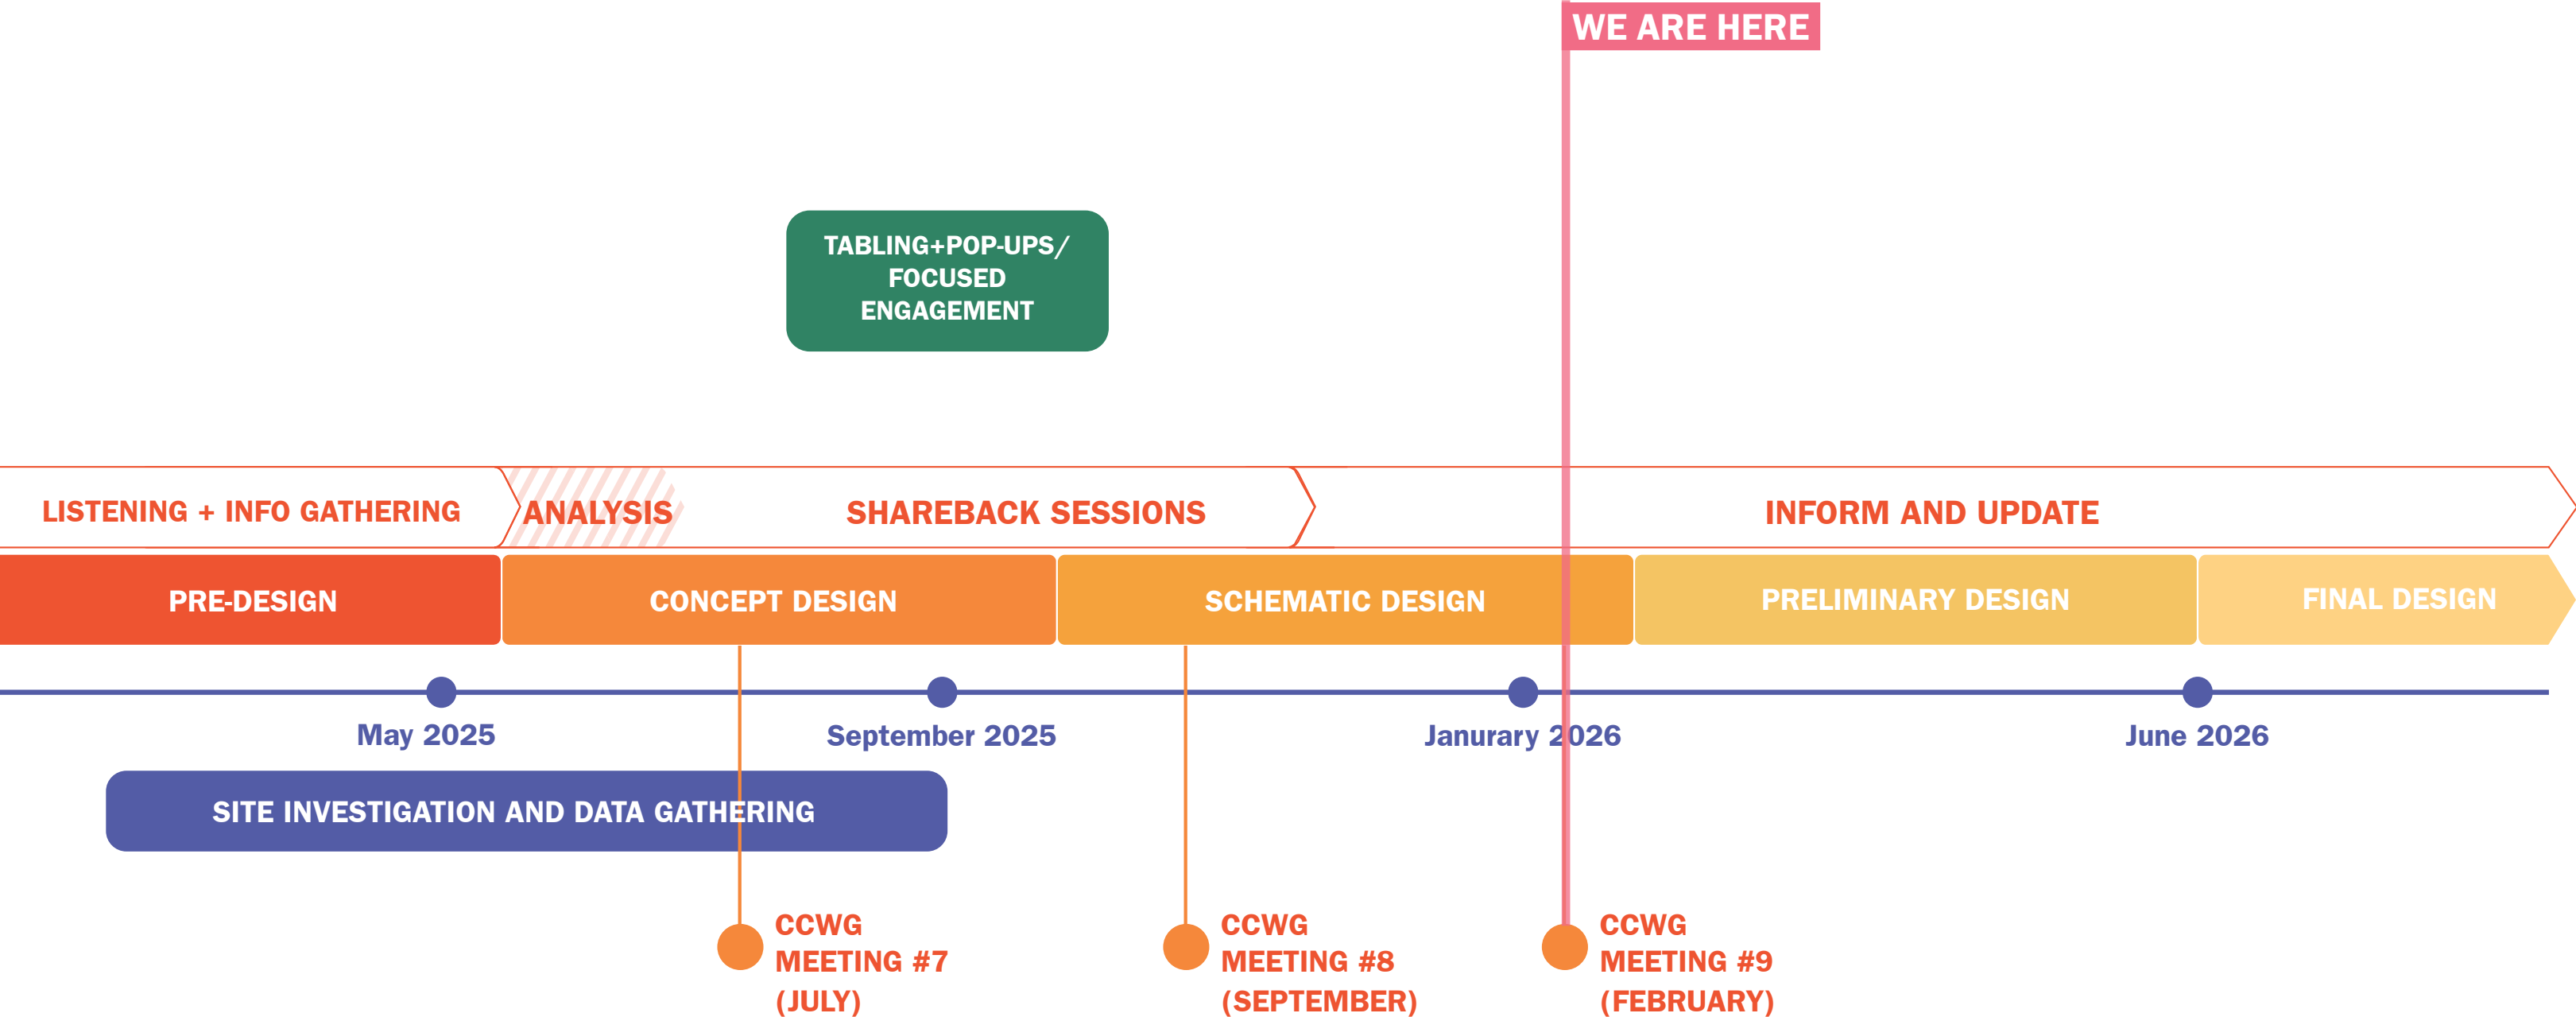 WE ARE HERE
TABLING+POP-UPS/
FOCUSED
ENGAGEMENT
LISTENING + INFO GATHERING
ANALYSIS
SHAREBACK SESSIONS
INFORM AND UPDATE
PRE-DESIGN
CONCEPT DESIGN
SCHEMATIC DESIGN
PRELIMINARY DESIGN
FINAL DESIGN
May 2025
September 2025
Janurary 2026
June 2026
SITE INVESTIGATION AND DATA GATHERING
CCWG
MEETING #7
(JULY)
CCWG
MEETING #8
(SEPTEMBER)
CCWG
MEETING #9
(FEBRUARY)